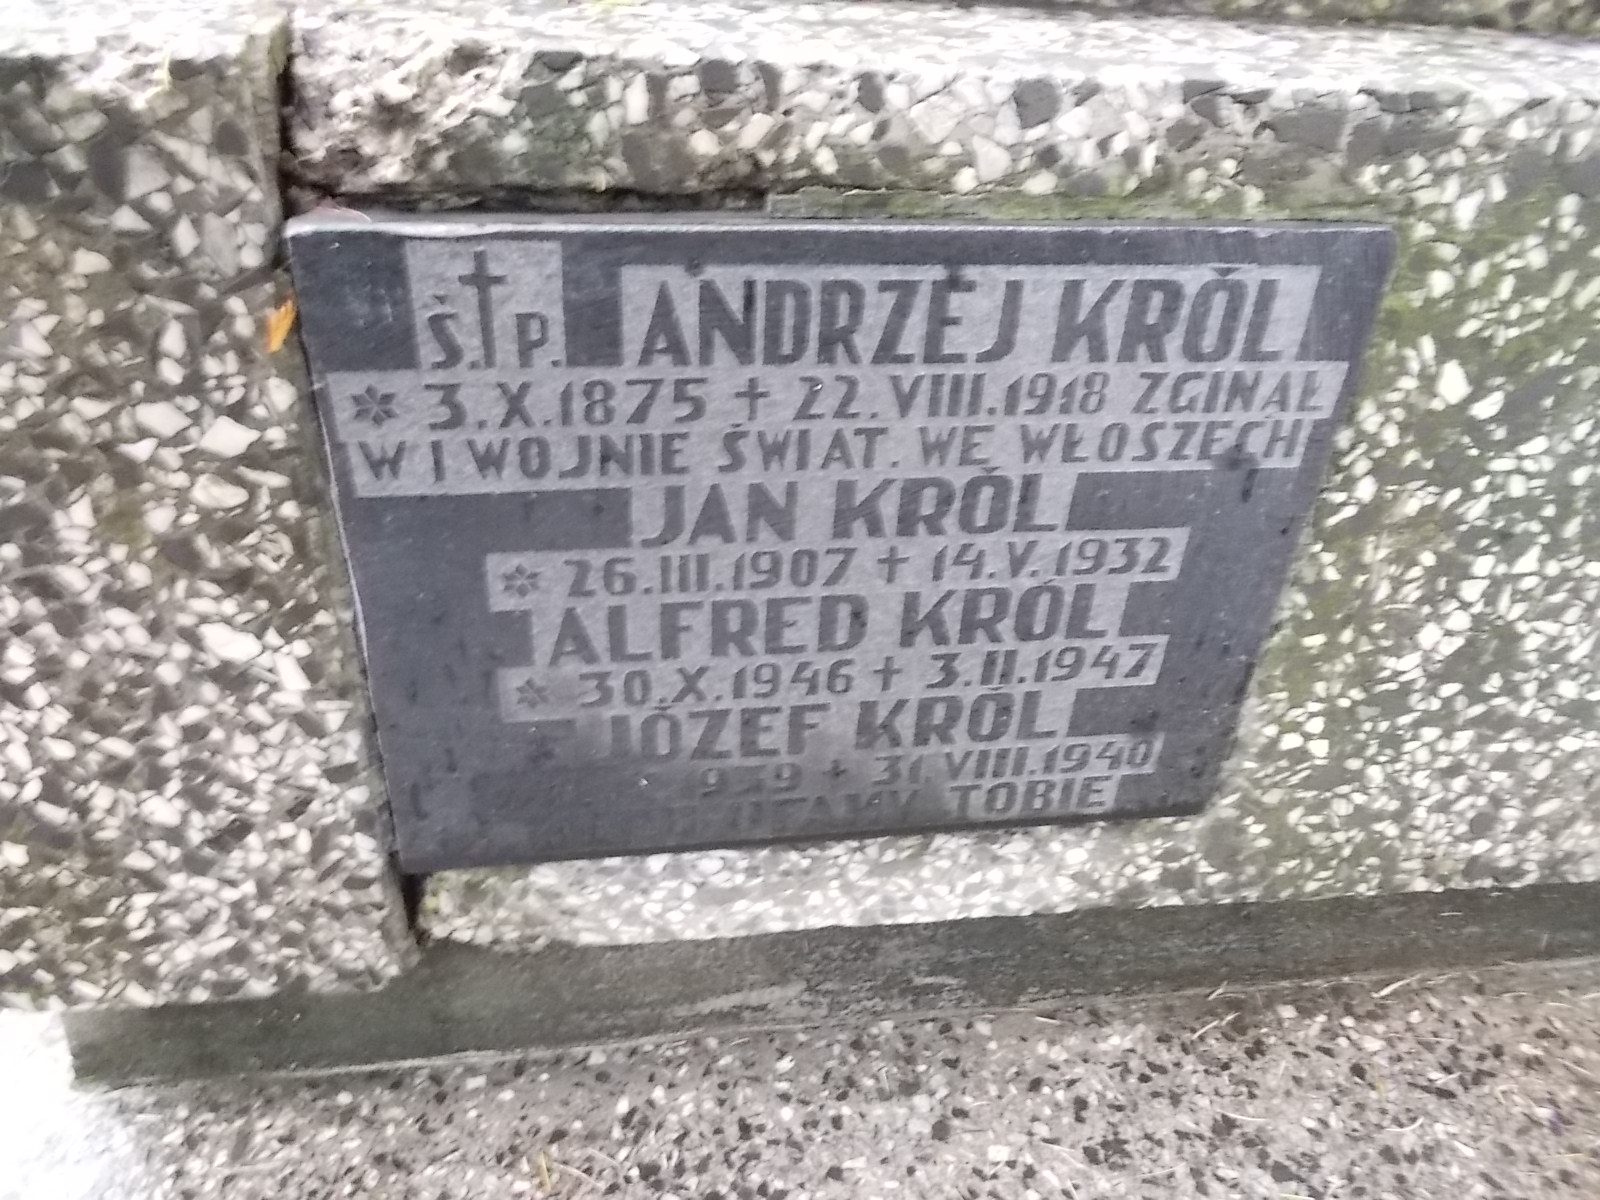 Ś.†P. ANDRZEJ KRÓL
* 3.X.1875 + 22.VIII.1918 ZGINĄŁ
W I WOJNIE ŚWIAT. WE WŁOSZECH
JAN KRÓL
* 26.III.1907 + 14.V.1932
ALFRED KRÓL
* 30.X.1946 + 3.II.1947
JÓZEF KRÓL
+ 31.VIII.1940
TOBIE